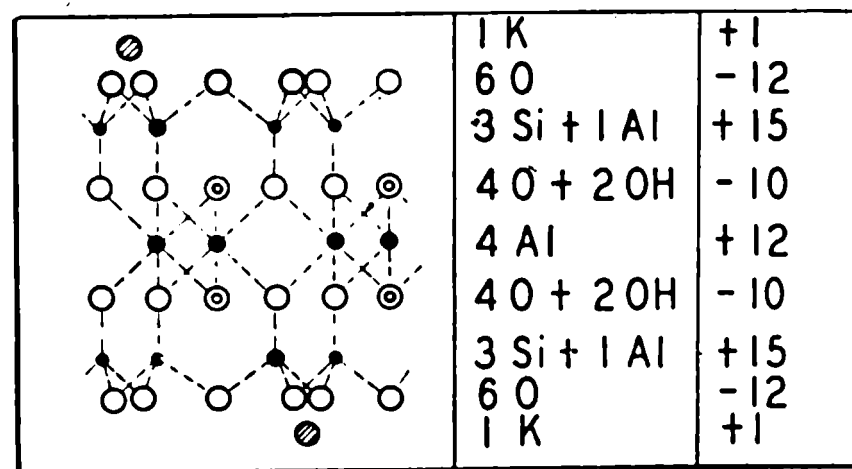 1 K +1
6 O -12
3 Si + 1 Al +15
4 O + 2 OH -10
4 Al +12
4 O + 2 OH -10
3 Si + 1 Al +15
6 O -12
1 K +1